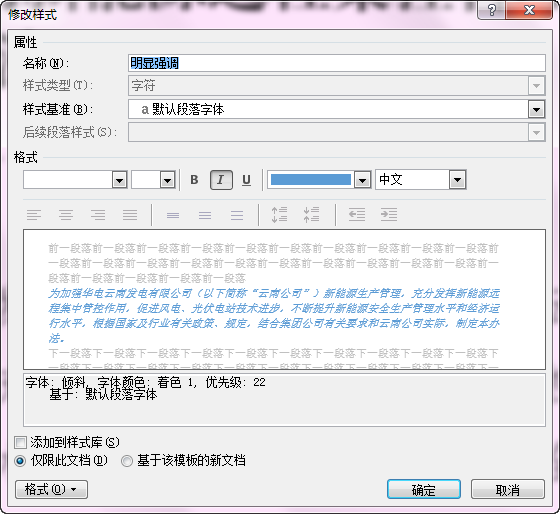 修改样式
属性
名称(N): 明显强调
样式类型(T): 字符
样式基准(B): a 默认段落字体
后续段落样式(S):
格式
B I U 中文
前一段落前一段落前一段落前一段落前一段落前一段落前一段落前一段落前一段落前一段落前
一段落前一段落前一段落前一段落前一段落前一段落前一段落前一段落前一段落前一段落前一
段落前一段落前一段落前一段落前一段落
为加强华电云南发电有限公司（以下简称“云南公司”）新能源生产管理，充分发挥新能源远
程集中管控作用，促进风电、光伏电站技术进步，不断提升新能源安全生产管理水平和经济运
行水平，根据国家及行业有关政策、规定，结合集团公司有关要求和云南公司实际，制定本办
法。
下一段落下一段落下一段落下一段落下一段落下一段落下一段落下一段落下一段落下一段落下
字体: 倾斜, 字体颜色: 着色 1, 优先级: 22
基于: 默认段落字体
添加到样式库(S)
仅限此文档(D) 基于该模板的新文档
格式(O) 确定 取消